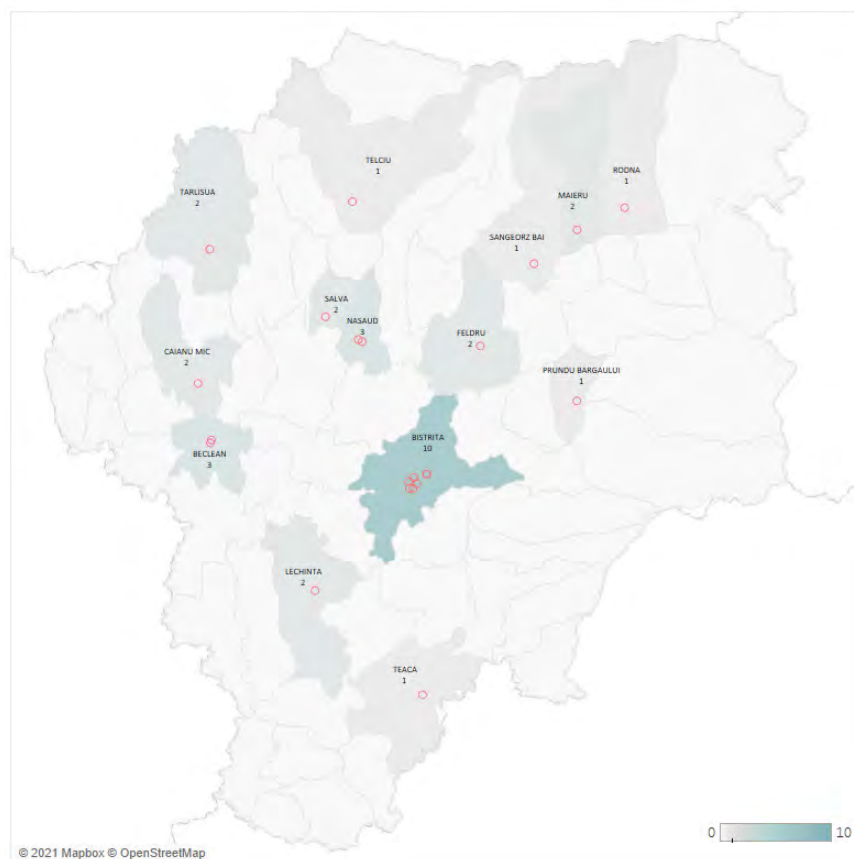 TELCIU
1
RODNA
1
TARLISUA
2
MAIERU
2
SANGEORZ BAI
1
SALVA
2
NASAUD
3
FELDRU
2
CAIANU MIC
2
PRUNDU BARGAULUI
1
BISTRITA
10
BECLEAN
3
LECHINTA
2
TEACA
1
0 10
© 2021 Mapbox © OpenStreetMap